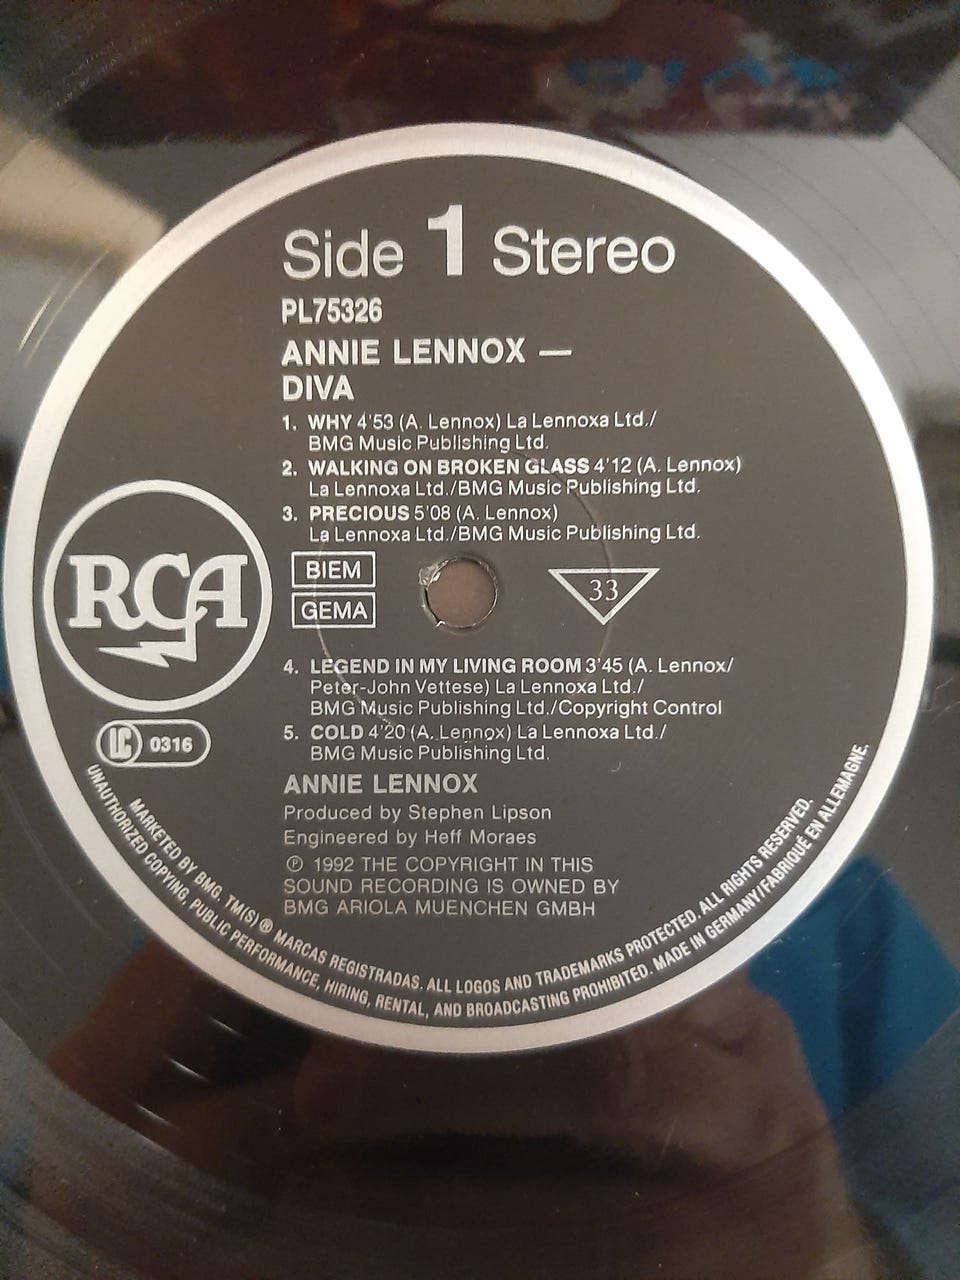 Side 1 Stereo
PL75326
ANNIE LENNOX —
DIVA
1. WHY 4'53 (A. Lennox) La Lennoxa Ltd./
BMG Music Publishing Ltd.
2. WALKING ON BROKEN GLASS 4'12 (A. Lennox)
La Lennoxa Ltd./BMG Music Publishing Ltd.
3. PRECIOUS 5'08 (A. Lennox)
La Lennoxa Ltd./BMG Music Publishing Ltd.
RCA
BIEM
GEMA
33
4. LEGEND IN MY LIVING ROOM 3'45 (A. Lennox/
Peter-John Vettese) La Lennoxa Ltd./
BMG Music Publishing Ltd./Copyright Control
5. COLD 4'20 (A. Lennox) La Lennoxa Ltd./
BMG Music Publishing Ltd.
LC 0316
ANNIE LENNOX
Produced by Stephen Lipson
Engineered by Heff Moraes
℗ 1992 THE COPYRIGHT IN THIS
SOUND RECORDING IS OWNED BY
BMG ARIOLA MUENCHEN GMBH
MARKETED BY BMG. TM(S) ® MARCAS REGISTRADAS. ALL LOGOS AND TRADEMARKS PROTECTED. ALL RIGHTS RESERVED.
UNAUTHORIZED COPYING, PUBLIC PERFORMANCE, HIRING, RENTAL, AND BROADCASTING PROHIBITED. MADE IN GERMANY/FABRIQUÉ EN ALLEMAGNE.